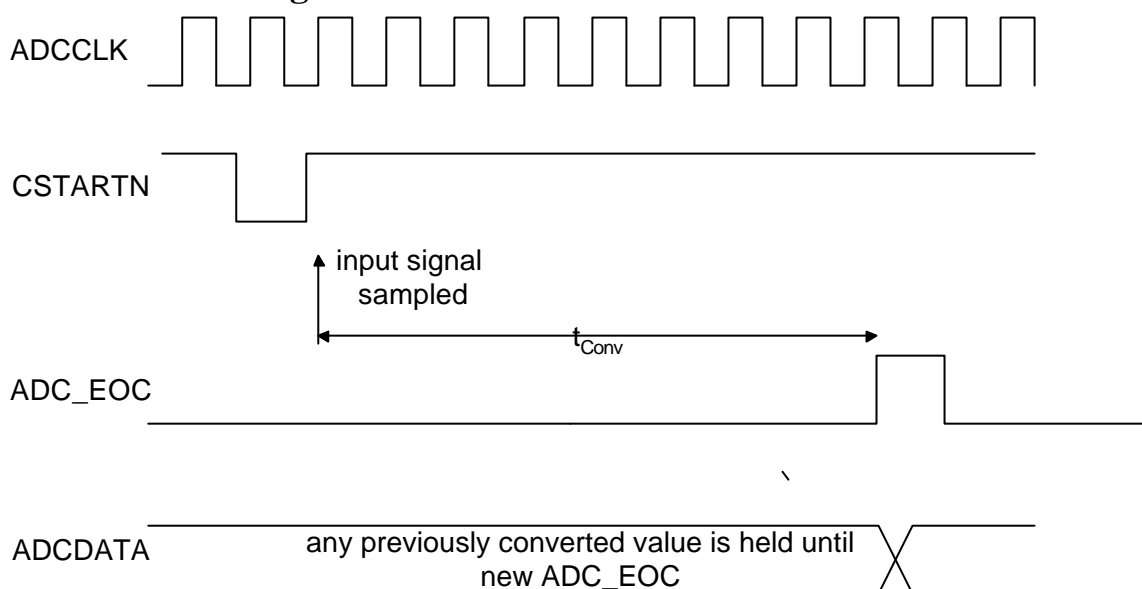 ADCCLK
CSTARTN
input signal
sampled
tConv
ADC_EOC
ADCDATA
any previously converted value is held until
new ADC_EOC